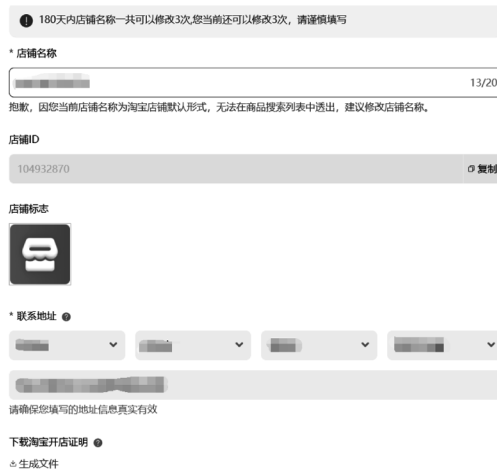 180天内店铺名称一共可以修改3次,您当前还可以修改3次，请谨慎填写
* 店铺名称
13/20
抱歉，因您当前店铺名称为淘宝店铺默认形式，无法在商品搜索列表中透出，建议修改店铺名称。
店铺ID
104932870 复制
店铺标志
* 联系地址
请确保您填写的地址信息真实有效
下载淘宝开店证明
生成文件